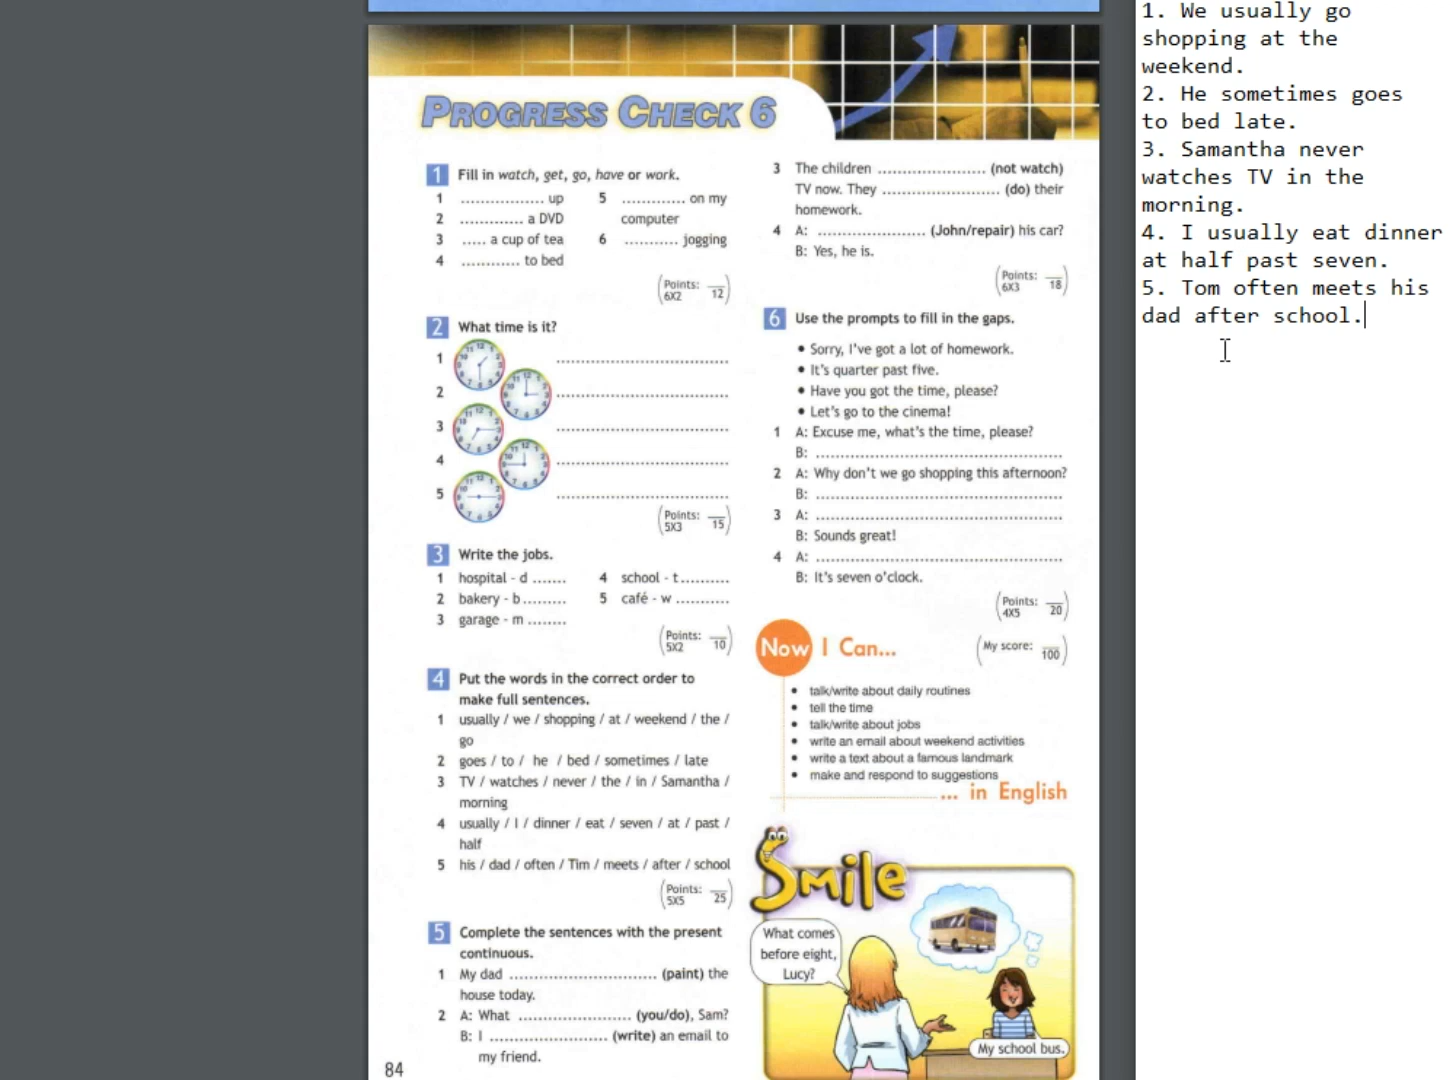 PROGRESS CHECK 6
1 Fill in watch, get, go, have or work.
1 ................. up
2 ............. a DVD
3 ..... a cup of tea
4 ............ to bed
5 ............. on my
computer
6 ........... jogging
(Points: 6X2 12)
2 What time is it?
1 ....................................
2 ....................................
3 ....................................
4 ....................................
5 ....................................
(Points: 5X3 15)
3 Write the jobs.
1 hospital - d .......
2 bakery - b.........
3 garage - m ........
4 school - t..........
5 café - w ...........
(Points: 5X2 10)
4 Put the words in the correct order to
make full sentences.
1 usually / we / shopping / at / weekend / the /
go
2 goes / to / he / bed / sometimes / late
3 TV / watches / never / the / in / Samantha /
morning
4 usually / I / dinner / eat / seven / at / past /
half
5 his / dad / often / Tim / meets / after / school
(Points: 5X5 25)
5 Complete the sentences with the present
continuous.
1 My dad .............................. (paint) the
house today.
2 A: What ....................... (you/do), Sam?
B: I ........................ (write) an email to
my friend.
84
3 The children ...................... (not watch)
TV now. They ........................ (do) their
homework.
4 A: ...................... (John/repair) his car?
B: Yes, he is.
(Points: 6X3 18)
6 Use the prompts to fill in the gaps.
• Sorry, I've got a lot of homework.
• It's quarter past five.
• Have you got the time, please?
• Let's go to the cinema!
1 A: Excuse me, what's the time, please?
B: ..................................................
2 A: Why don't we go shopping this afternoon?
B: ..................................................
3 A: ..................................................
B: Sounds great!
4 A: ..................................................
B: It's seven o'clock.
(Points: 4X5 20)
Now I Can...
(My score: 100)
• talk/write about daily routines
• tell the time
• talk/write about jobs
• write an email about weekend activities
• write a text about a famous landmark
• make and respond to suggestions
... in English
Smile
What comes
before eight,
Lucy?
My school bus.
1. We usually go
shopping at the
weekend.
2. He sometimes goes
to bed late.
3. Samantha never
watches TV in the
morning.
4. I usually eat dinner
at half past seven.
5. Tom often meets his
dad after school.